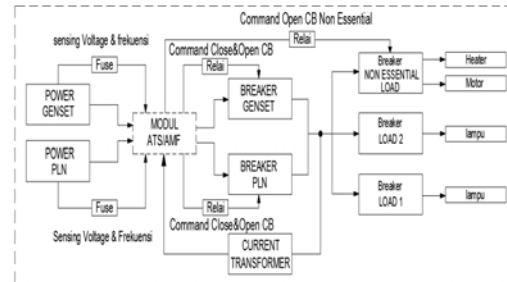 Command Open CB Non Essential
sensing Voltage & frekuensi
Command Close&Open CB
Relai
Fuse
Relai
Breaker
NON ESSENTIAL
LOAD
Heater
Motor
POWER
GENSET
BREAKER
GENSET
MODUL
ATS/AMF
Breaker
LOAD 2
lampu
POWER
PLN
BREAKER
PLN
Breaker
LOAD 1
lampu
Fuse
Relai
Sensing Voltage & Frekuensi
Command Close&Open CB
CURRENT
TRANSFORMER